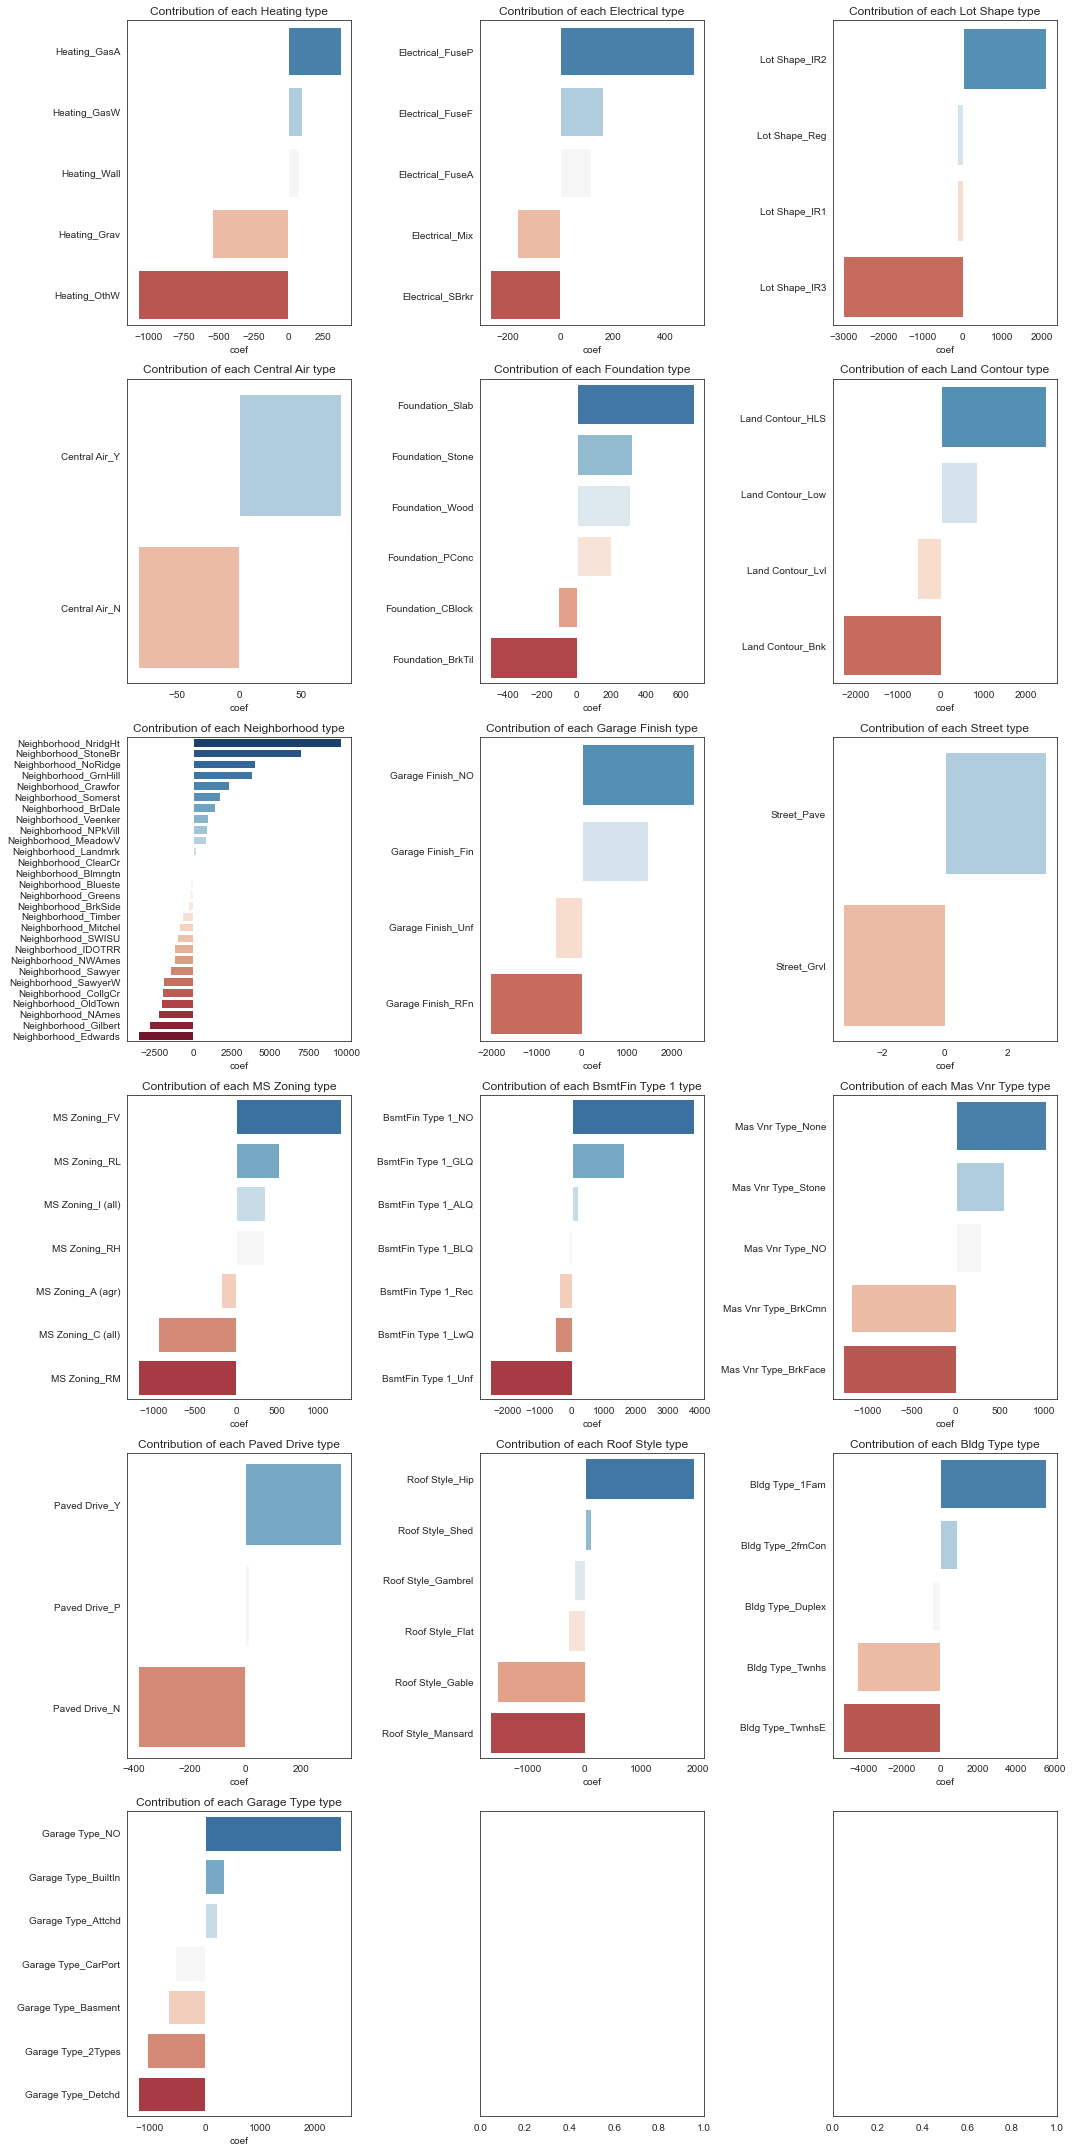 Contribution of each Heating type
Heating_GasA
Heating_GasW
Heating_Wall
Heating_Grav
Heating_OthW
−1000 −750 −500 −250 0 250
coef
Contribution of each Electrical type
Electrical_FuseP
Electrical_FuseF
Electrical_FuseA
Electrical_Mix
Electrical_SBrkr
−200 0 200 400
coef
Contribution of each Lot Shape type
Lot Shape_IR2
Lot Shape_Reg
Lot Shape_IR1
Lot Shape_IR3
−3000 −2000 −1000 0 1000 2000
coef
Contribution of each Central Air type
Central Air_Y
Central Air_N
−50 0 50
coef
Contribution of each Foundation type
Foundation_Slab
Foundation_Stone
Foundation_Wood
Foundation_PConc
Foundation_CBlock
Foundation_BrkTil
−400 −200 0 200 400 600
coef
Contribution of each Land Contour type
Land Contour_HLS
Land Contour_Low
Land Contour_Lvl
Land Contour_Bnk
−2000 −1000 0 1000 2000
coef
Contribution of each Neighborhood type
Neighborhood_NridgHt
Neighborhood_StoneBr
Neighborhood_NoRidge
Neighborhood_GrnHill
Neighborhood_Crawfor
Neighborhood_Somerst
Neighborhood_BrDale
Neighborhood_Veenker
Neighborhood_NPkVill
Neighborhood_MeadowV
Neighborhood_Landmrk
Neighborhood_ClearCr
Neighborhood_Blmngtn
Neighborhood_Blueste
Neighborhood_Greens
Neighborhood_BrkSide
Neighborhood_Timber
Neighborhood_Mitchel
Neighborhood_SWISU
Neighborhood_IDOTRR
Neighborhood_NWAmes
Neighborhood_Sawyer
Neighborhood_SawyerW
Neighborhood_CollgCr
Neighborhood_OldTown
Neighborhood_NAmes
Neighborhood_Gilbert
Neighborhood_Edwards
−2500 0 2500 5000 7500 10000
coef
Contribution of each Garage Finish type
Garage Finish_NO
Garage Finish_Fin
Garage Finish_Unf
Garage Finish_RFn
−2000 −1000 0 1000 2000
coef
Contribution of each Street type
Street_Pave
Street_Grvl
−2 0 2
coef
Contribution of each MS Zoning type
MS Zoning_FV
MS Zoning_RL
MS Zoning_I (all)
MS Zoning_RH
MS Zoning_A (agr)
MS Zoning_C (all)
MS Zoning_RM
−1000 −500 0 500 1000
coef
Contribution of each BsmtFin Type 1 type
BsmtFin Type 1_NO
BsmtFin Type 1_GLQ
BsmtFin Type 1_ALQ
BsmtFin Type 1_BLQ
BsmtFin Type 1_Rec
BsmtFin Type 1_LwQ
BsmtFin Type 1_Unf
−2000 −1000 0 1000 2000 3000 4000
coef
Contribution of each Mas Vnr Type type
Mas Vnr Type_None
Mas Vnr Type_Stone
Mas Vnr Type_NO
Mas Vnr Type_BrkCmn
Mas Vnr Type_BrkFace
−1000 −500 0 500 1000
coef
Contribution of each Paved Drive type
Paved Drive_Y
Paved Drive_P
Paved Drive_N
−400 −200 0 200
coef
Contribution of each Roof Style type
Roof Style_Hip
Roof Style_Shed
Roof Style_Gambrel
Roof Style_Flat
Roof Style_Gable
Roof Style_Mansard
−1000 0 1000 2000
coef
Contribution of each Bldg Type type
Bldg Type_1Fam
Bldg Type_2fmCon
Bldg Type_Duplex
Bldg Type_Twnhs
Bldg Type_TwnhsE
−4000 −2000 0 2000 4000 6000
coef
Contribution of each Garage Type type
Garage Type_NO
Garage Type_BuiltIn
Garage Type_Attchd
Garage Type_CarPort
Garage Type_Basment
Garage Type_2Types
Garage Type_Detchd
−1000 0 1000 2000
coef
0.0 0.2 0.4 0.6 0.8 1.0
0.0 0.2 0.4 0.6 0.8 1.0